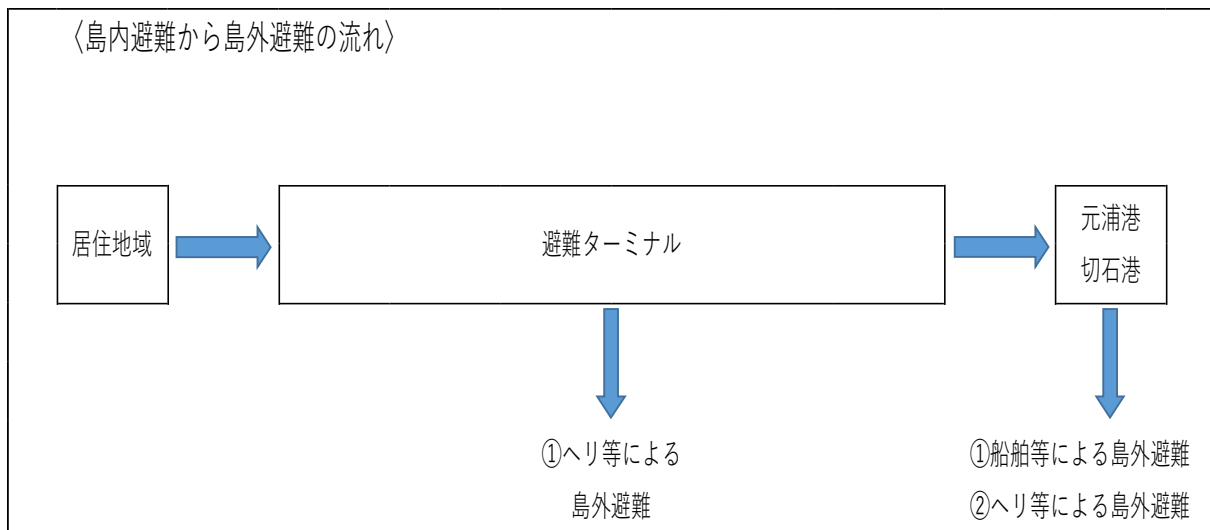 〈島内避難から島外避難の流れ〉
居住地域
避難ターミナル
元浦港
切石港
①ヘリ等による
島外避難
①船舶等による島外避難
②ヘリ等による島外避難